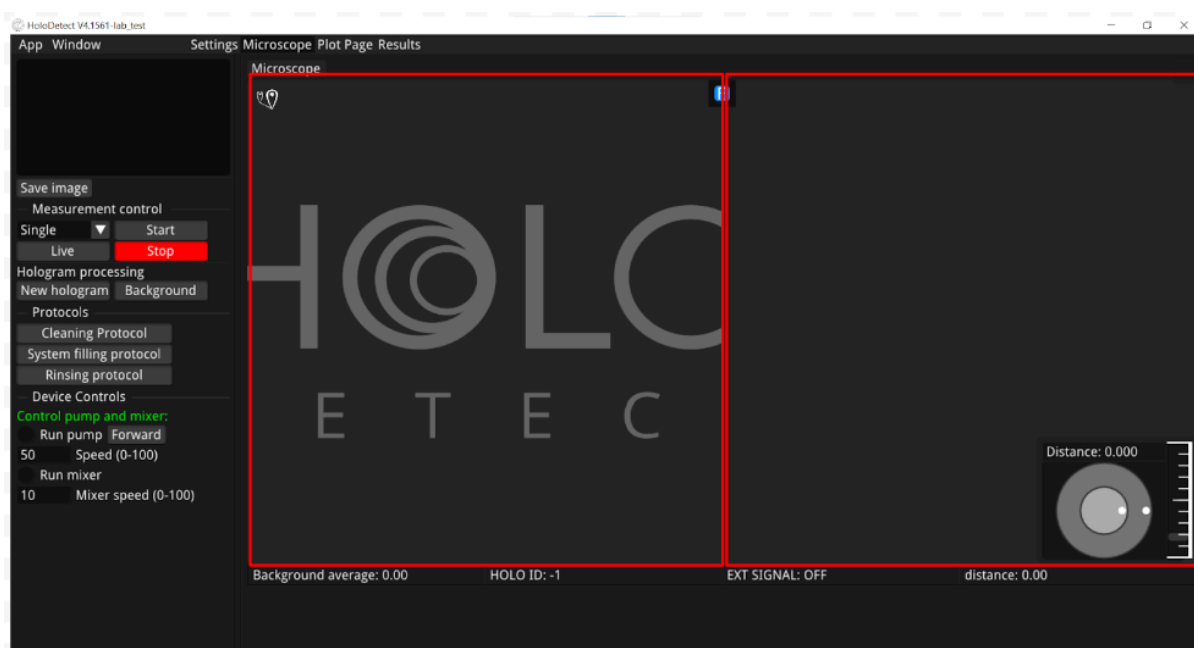 HoloDetect V4.1561-lab_test
App Window Settings Microscope Plot Page Results
Microscope
Save image
Measurement control
Single Start
Live Stop
Hologram processing
New hologram Background
Protocols
Cleaning Protocol
System filling protocol
Rinsing protocol
Device Controls
Control pump and mixer:
Run pump Forward
50 Speed (0-100)
Run mixer
10 Mixer speed (0-100)
HOLO
ETEC
Distance: 0.000
Background average: 0.00 HOLO ID: -1 EXT SIGNAL: OFF distance: 0.00